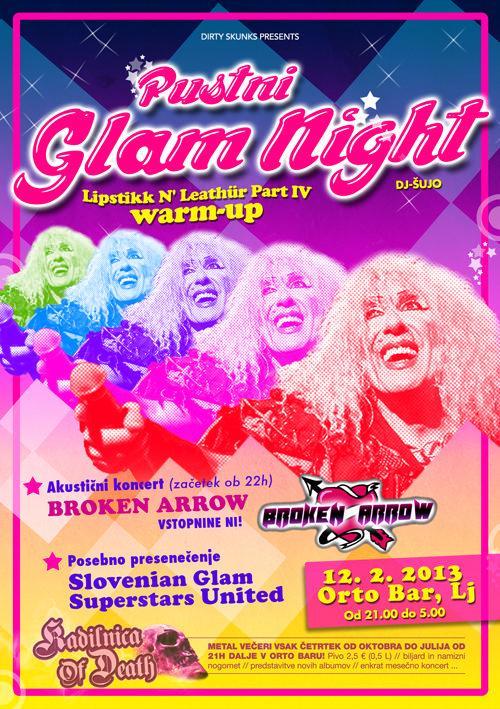 DIRTY SKUNKS PRESENTS
Pustni
Glam Night
DJ-ŠUJO
Lipstikk N' Leathür Part IV
warm-up
Akustični koncert (začetek ob 22h)
BROKEN ARROW
VSTOPNINE NI!
BROKEN ARROW
Posebno presenečenje
Slovenian Glam
Superstars United
12. 2. 2013
Orto Bar, Lj
Od 21.00 do 5.00
Kadilnica
Of Death
METAL VEČERI VSAK ČETRTEK OD OKTOBRA DO JULIJA OD
21H DALJE V ORTO BARU! Pivo 2,5 € (0,5 L) // biljard in namizni
nogomet // predstavitve novih albumov // enkrat mesečno koncert ...